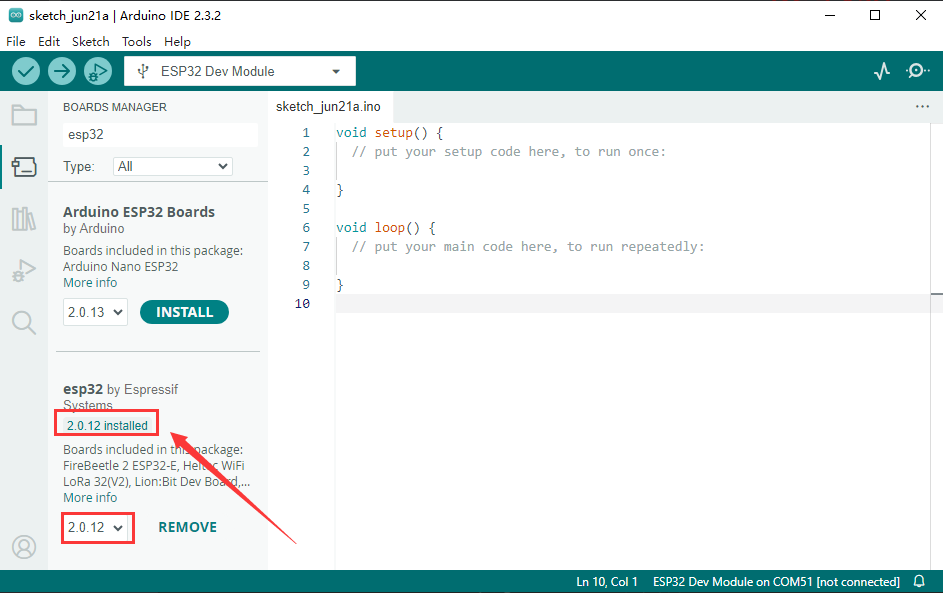 sketch_jun21a | Arduino IDE 2.3.2
File Edit Sketch Tools Help
ESP32 Dev Module
BOARDS MANAGER
esp32
Type: All
Arduino ESP32 Boards
by Arduino
Boards included in this package:
Arduino Nano ESP32
More info
2.0.13 INSTALL
esp32 by Espressif
Systems
2.0.12 installed
Boards included in this package:
FireBeetle 2 ESP32-E, Heltec WiFi
LoRa 32(V2), Lion:Bit Dev Board,...
More info
2.0.12 REMOVE
sketch_jun21a.ino
...
1 void setup() {
2 // put your setup code here, to run once:
3
4 }
5
6 void loop() {
7 // put your main code here, to run repeatedly:
8
9 }
10
Ln 10, Col 1 ESP32 Dev Module on COM51 [not connected]